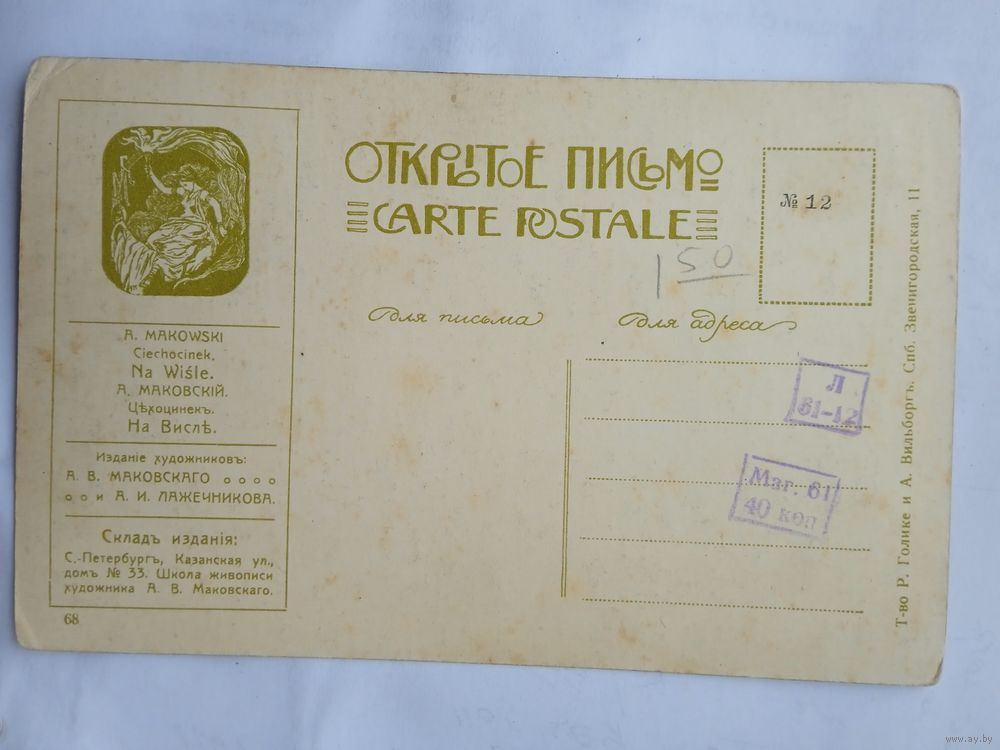 ОТКРЫТОЕ ПИСЬМО
CARTE POSTALE
№ 12
1 50
для письма
для адреса
A. MAKOWSKI
Ciechocinek.
Na Wiśle.
А. МАКОВСКІЙ.
Цѣхоцинекъ.
На Вислѣ.
Изданіе художниковъ:
А. В. МАКОВСКАГО
и А. И. ЛАЖЕЧНИКОВА.
Складъ изданія:
С.-Петербургъ, Казанская ул.,
домъ № 33. Школа живописи
художника А. В. Маковскаго.
68
Л
61-12
Маг. 61
40 коп
Т-во Р. Голике и А. Вильборгъ. Спб. Звенигородская, 11
www.ay.by